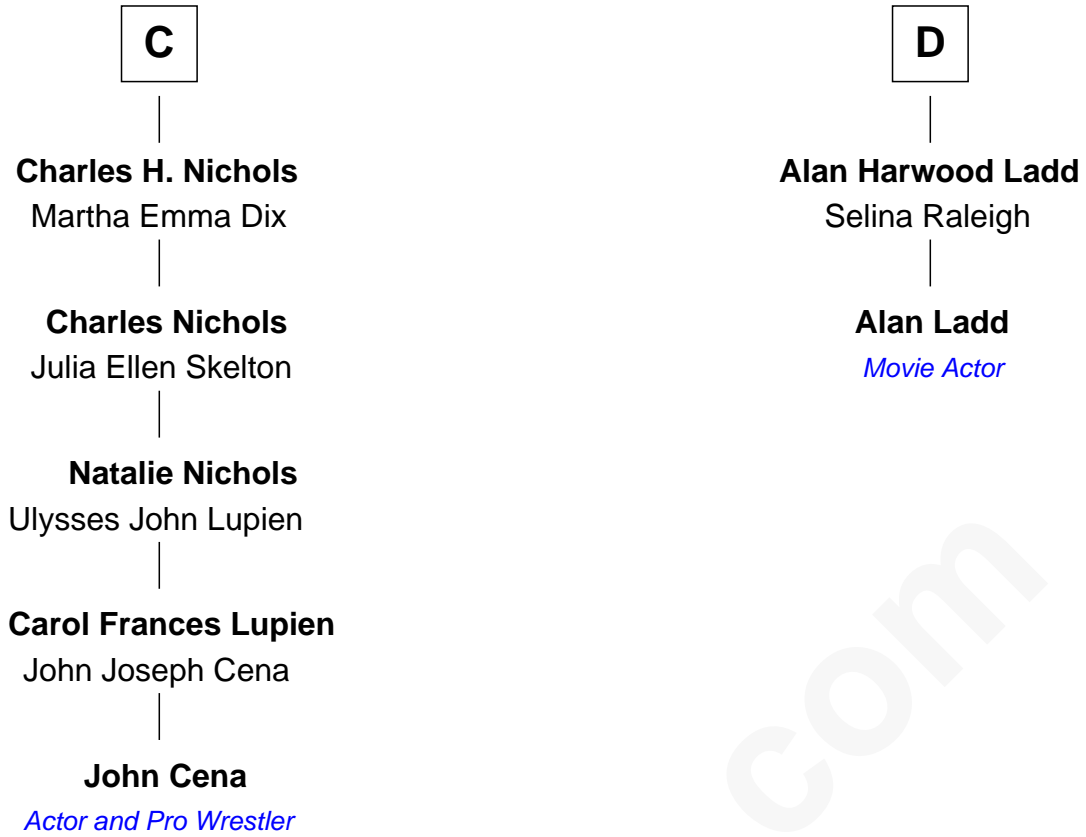 C
Charles H. Nichols
Martha Emma Dix
Charles Nichols
Julia Ellen Skelton
Natalie Nichols
Ulysses John Lupien
Carol Frances Lupien
John Joseph Cena
John Cena
Actor and Pro Wrestler
D
Alan Harwood Ladd
Selina Raleigh
Alan Ladd
Movie Actor
com